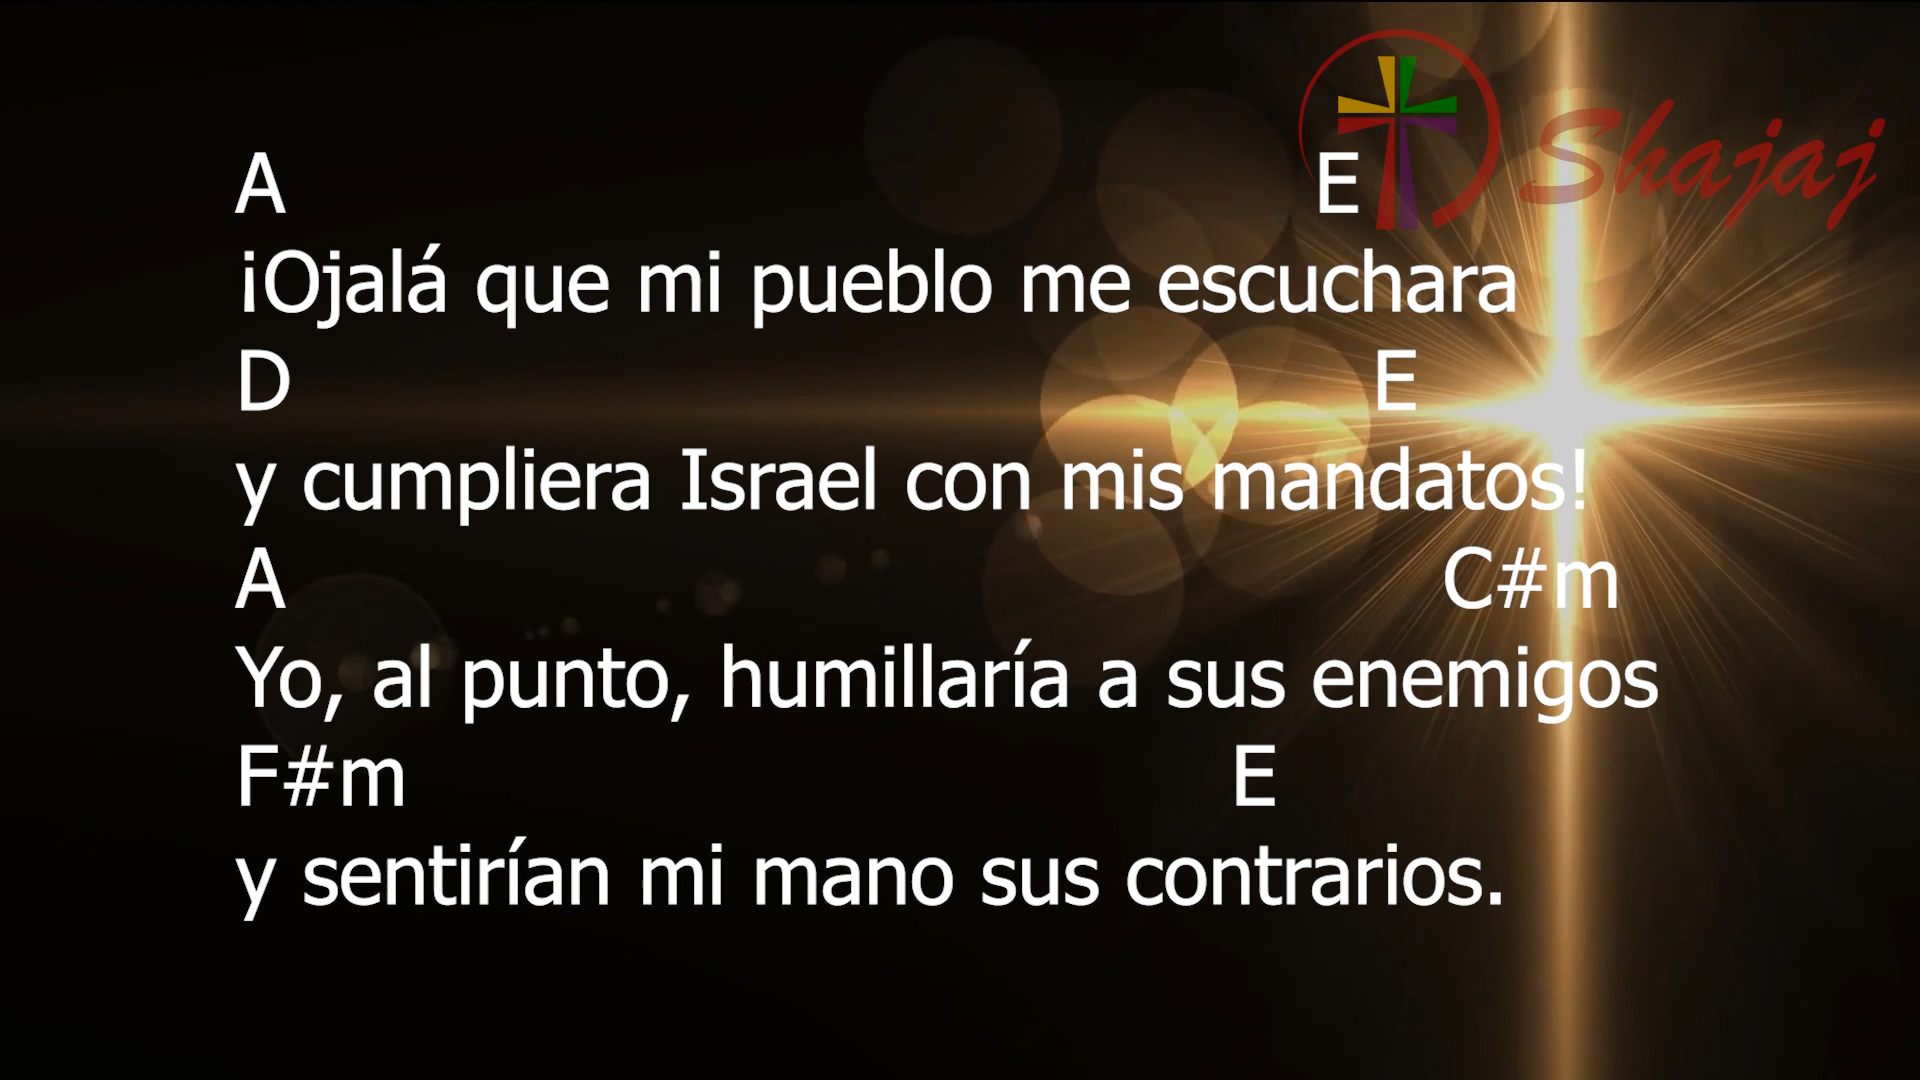 Shajaj
A E
¡Ojalá que mi pueblo me escuchara
D E
y cumpliera Israel con mis mandatos!
A C#m
Yo, al punto, humillaría a sus enemigos
F#m E
y sentirían mi mano sus contrarios.